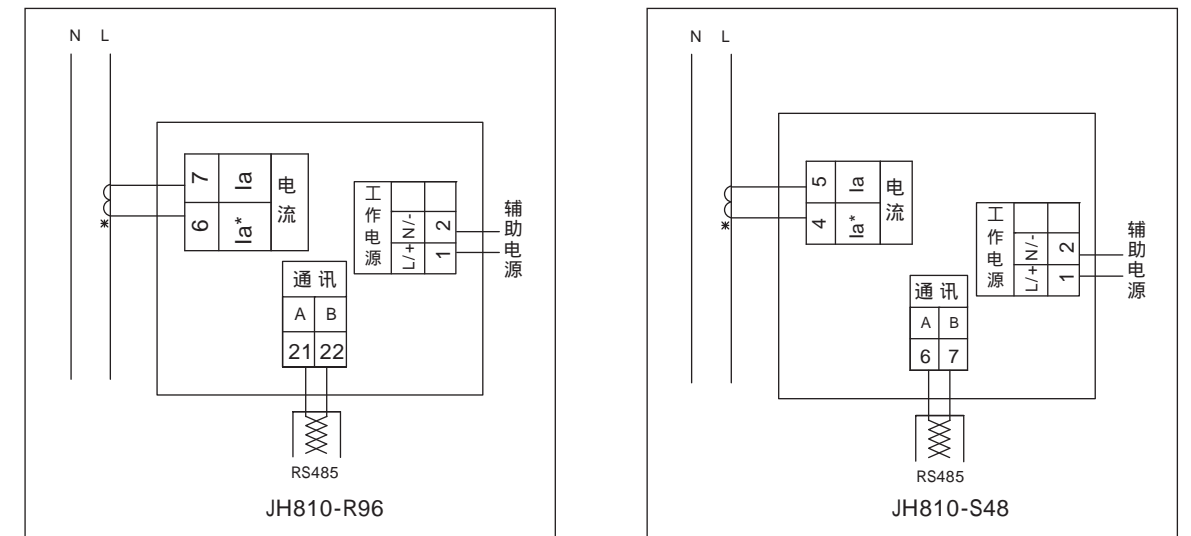 N L
7 Ia 电流
6 Ia*
工作电源
N/- 2
L/+ 1
辅助电源
通讯
A B
21 22
RS485
JH810-R96
N L
5 Ia 电流
4 Ia*
工作电源
N/- 2
L/+ 1
辅助电源
通讯
A B
6 7
RS485
JH810-S48